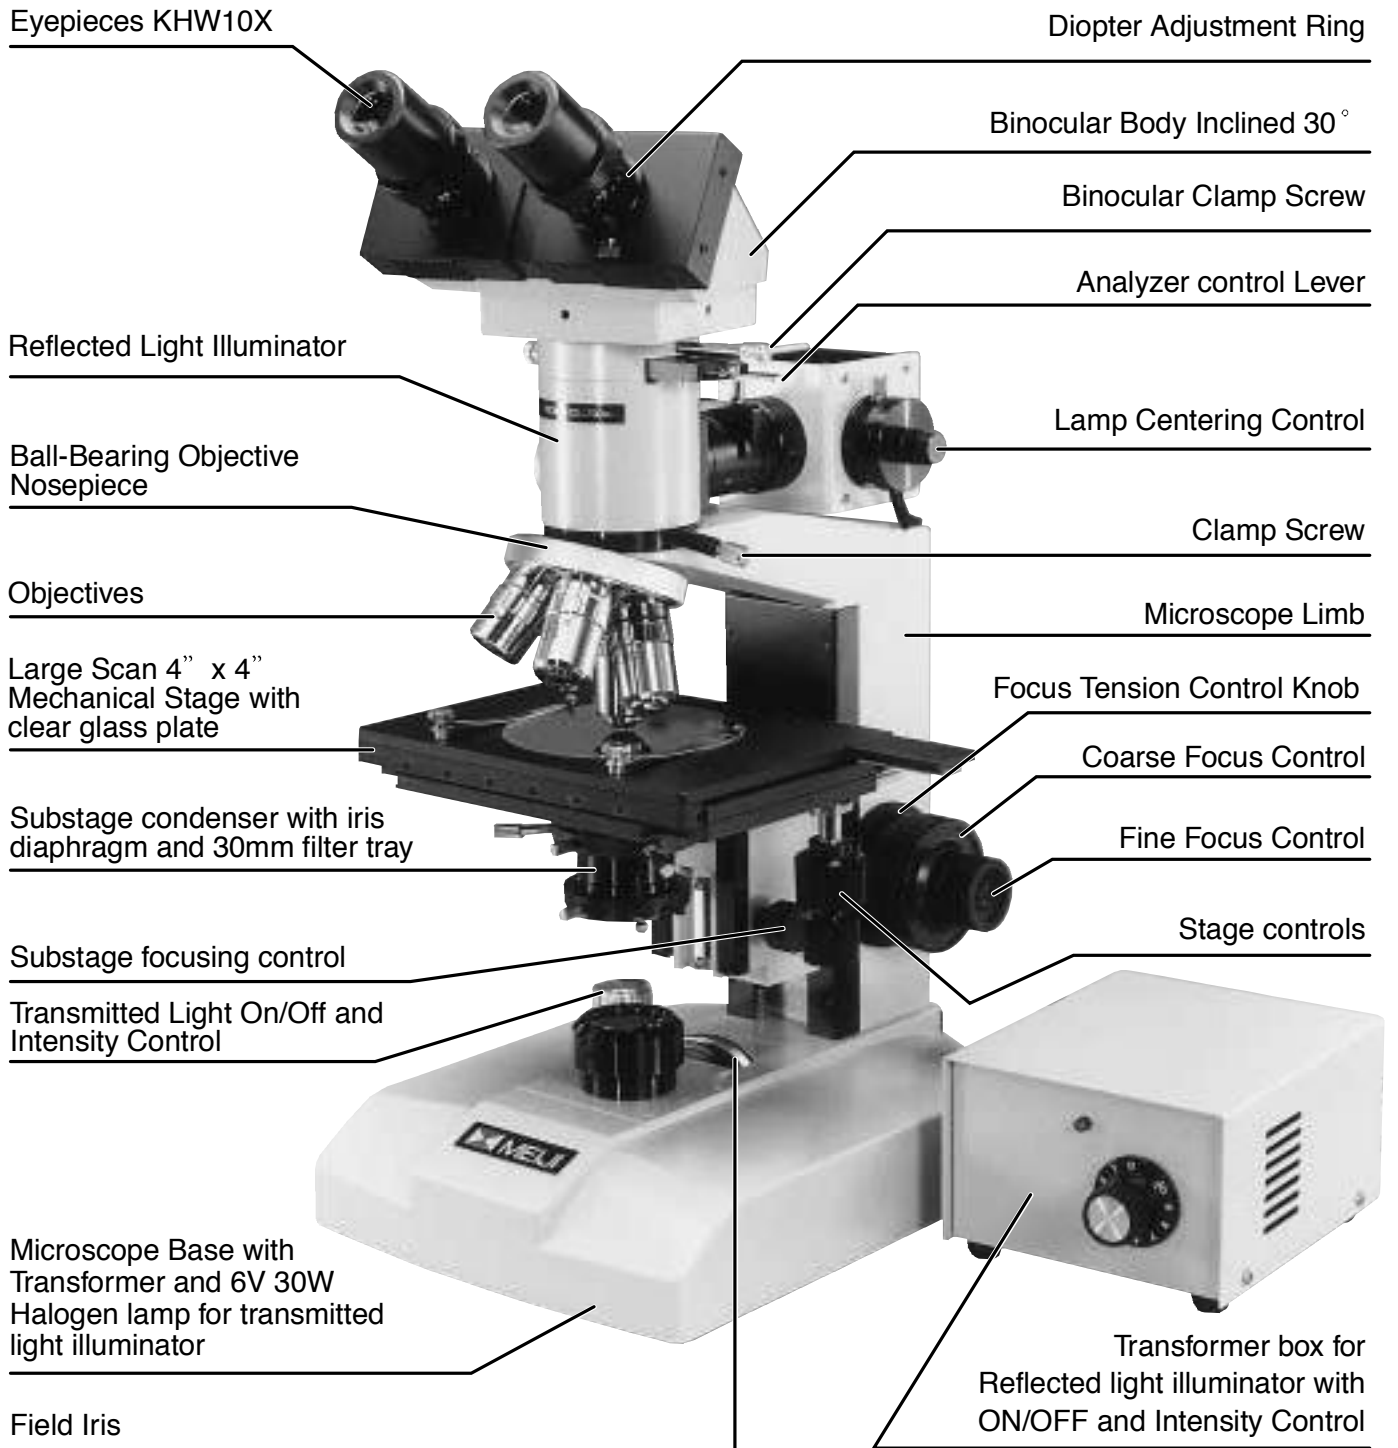 Eyepieces KHW10X
Diopter Adjustment Ring
Binocular Body Inclined 30°
Binocular Clamp Screw
Analyzer control Lever
Reflected Light Illuminator
Lamp Centering Control
Ball-Bearing Objective
Nosepiece
Clamp Screw
Objectives
Microscope Limb
Large Scan 4” x 4”
Mechanical Stage with
clear glass plate
Focus Tension Control Knob
Coarse Focus Control
Substage condenser with iris
diaphragm and 30mm filter tray
Fine Focus Control
Stage controls
Substage focusing control
Transmitted Light On/Off and
Intensity Control
MEIJI
Microscope Base with
Transformer and 6V 30W
Halogen lamp for transmitted
light illuminator
Transformer box for
Reflected light illuminator with
ON/OFF and Intensity Control
Field Iris